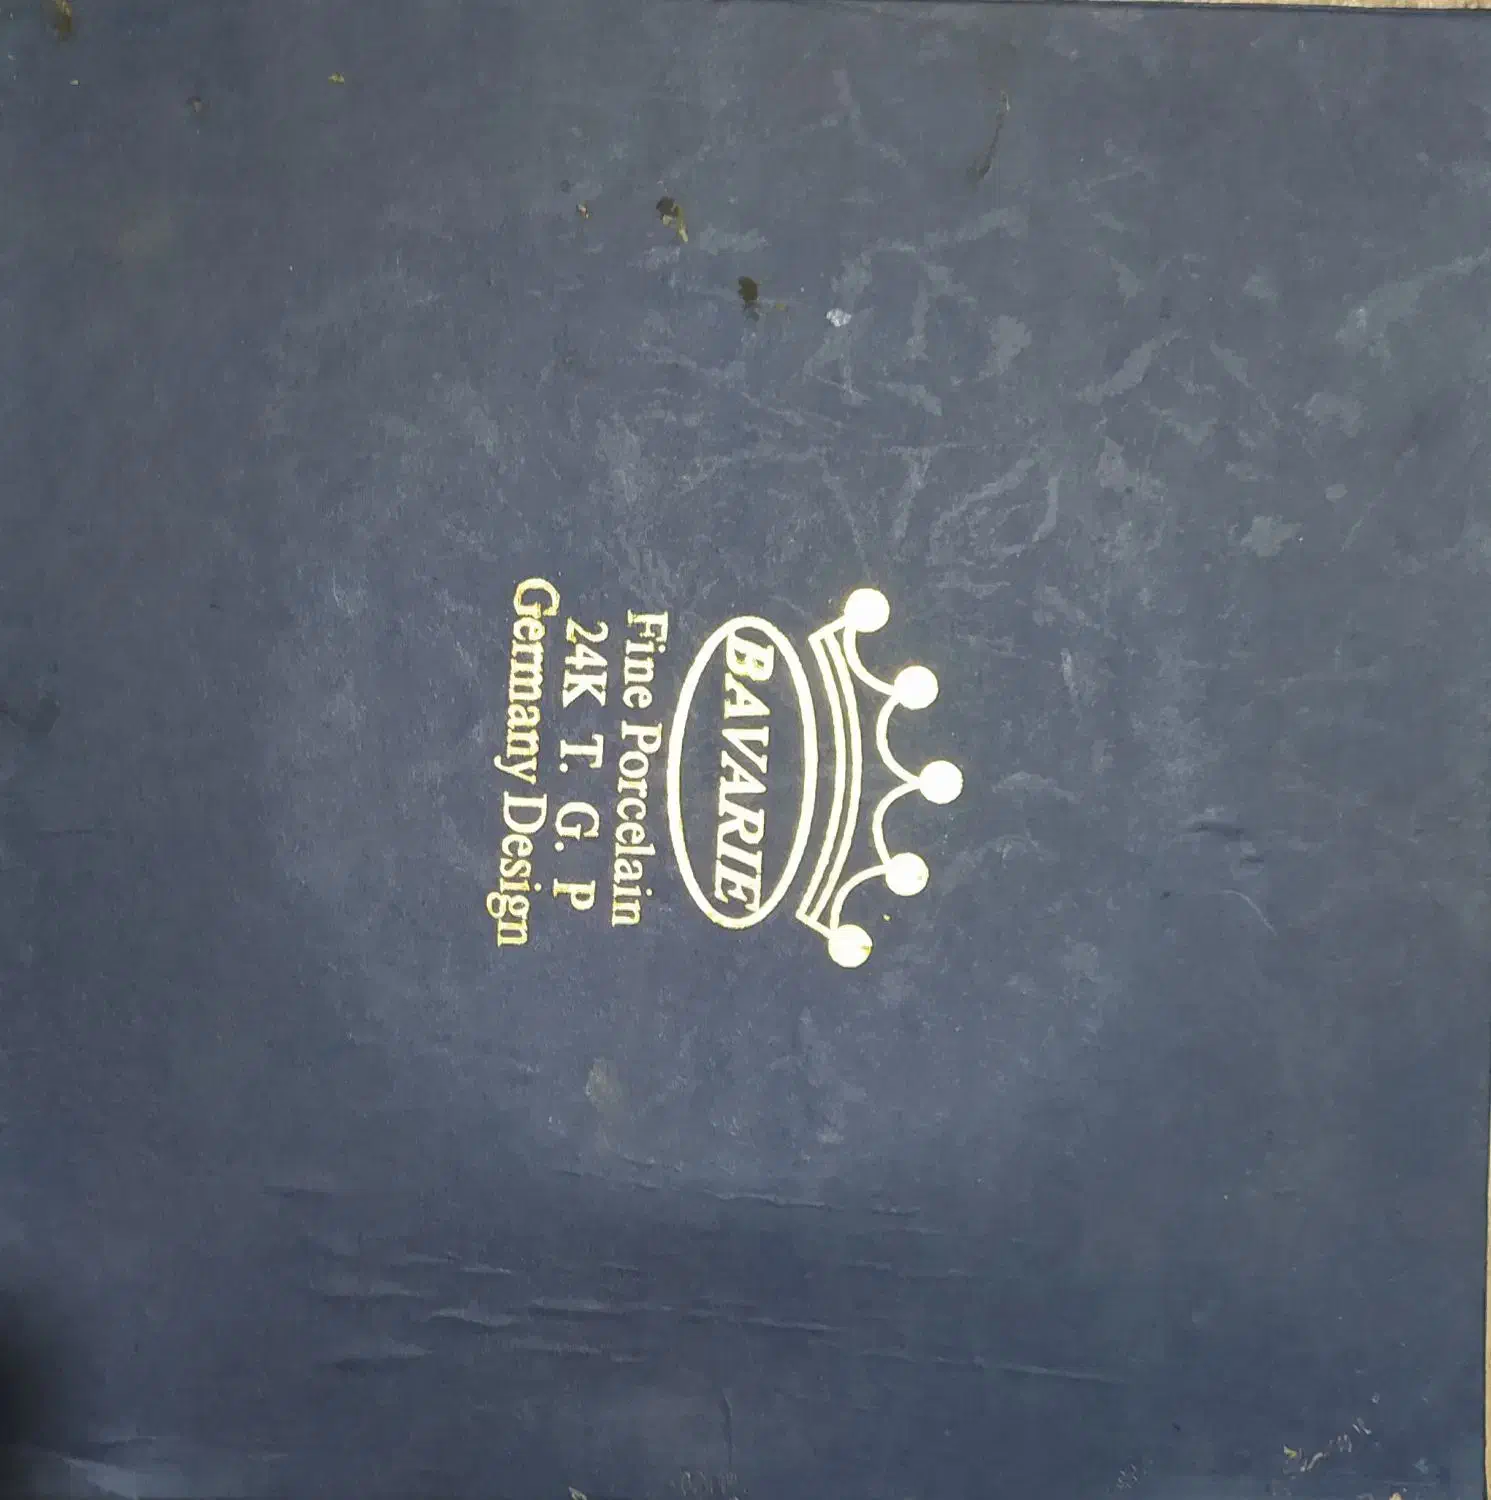 BAVARIE
Fine Porcelain
24K T. G. P
Germany Design